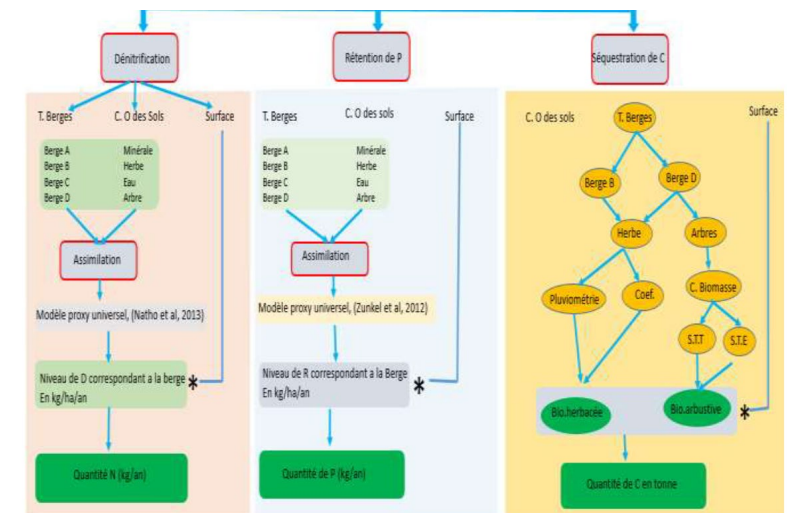 Dénitrification
T. Berges C. O des Sols Surface
Berge A Minérale
Berge B Herbe
Berge C Eau
Berge D Arbre
Assimilation
Modèle proxy universel, (Natho et al, 2013)
Niveau de D correspondant a la berge *
En kg/ha/an
Quantité N (kg/an)
Rétention de P
T. Berges C. O des sols Surface
Berge A Minérale
Berge B Herbe
Berge C Eau
Berge D Arbre
Assimilation
Modèle proxy universel, (Zunkel et al, 2012)
Niveau de R correspondant a la Berge *
En kg/ha/an
Quantité de P (kg/an)
Séquestration de C
C. O des sols T. Berges Surface
Berge B Berge D
Herbe Arbres
Pluviométrie Coef. C. Biomasse
S.T.T S.T.E
Bio.herbacée Bio.arbustive *
Quantité de C en tonne